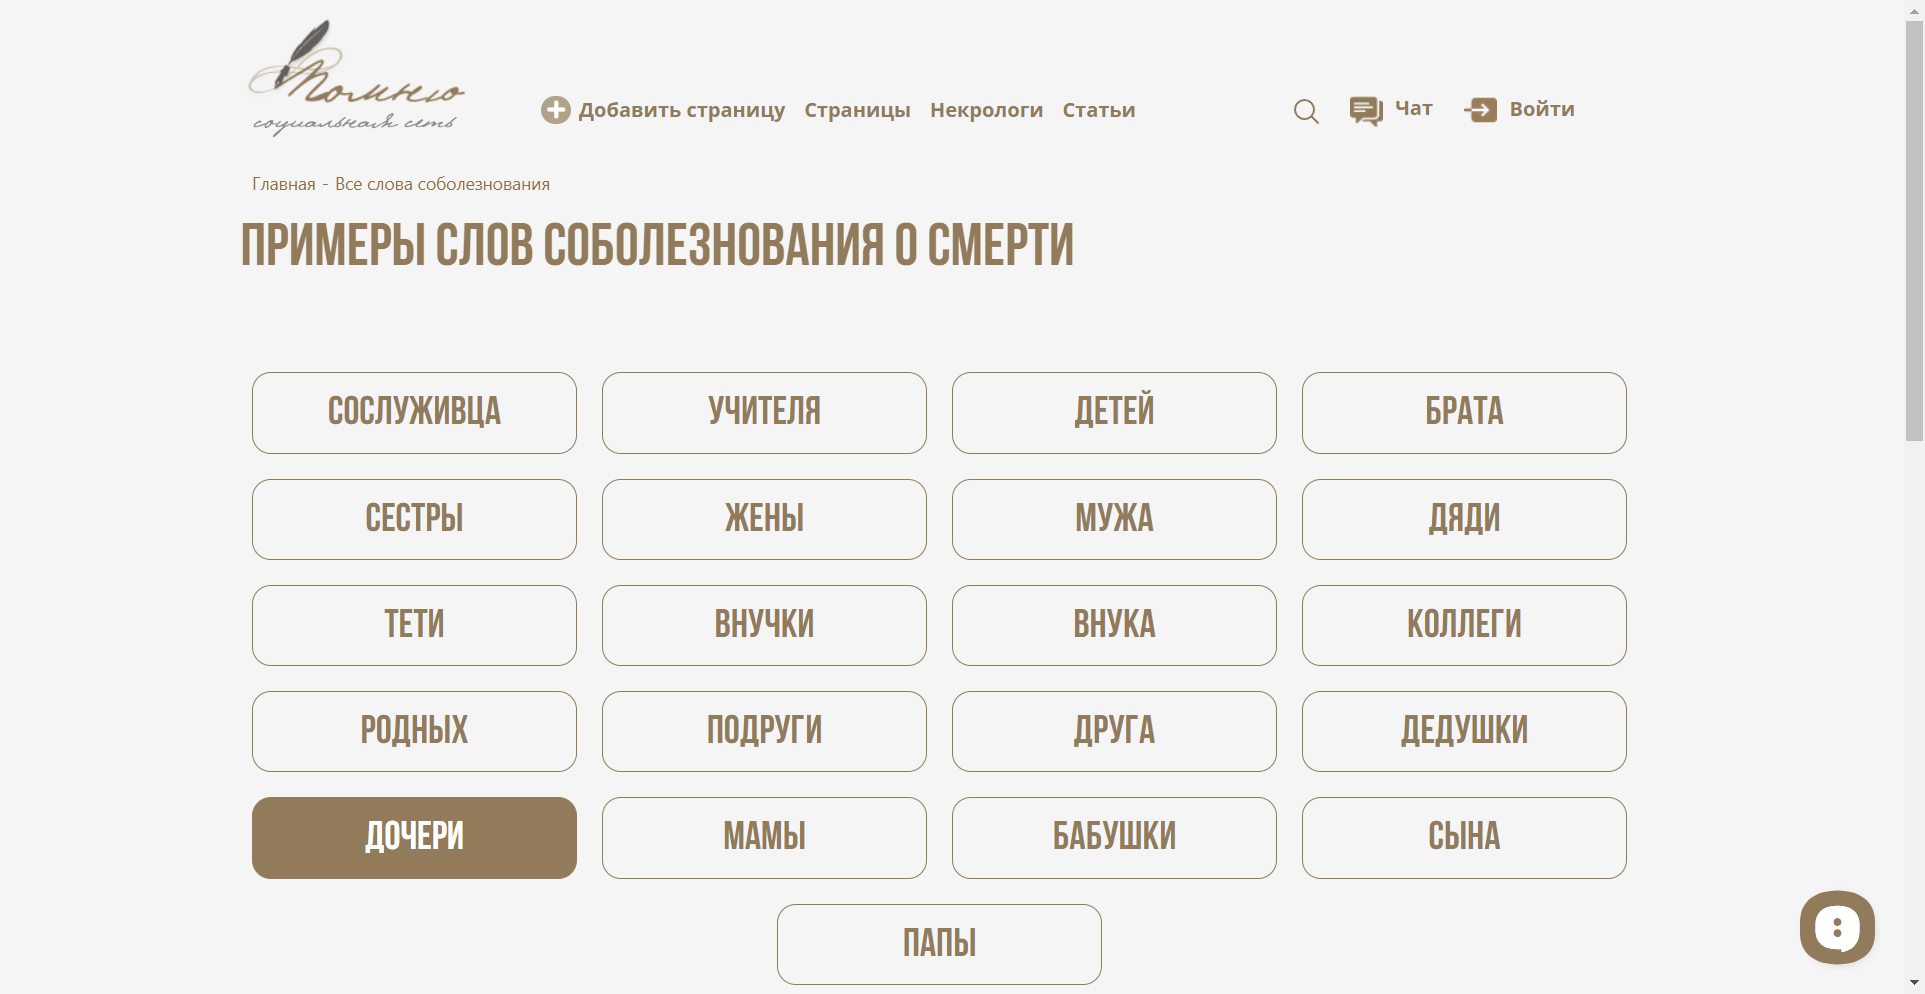 Помню
социальная сеть
Добавить страницу Страницы Некрологи Статьи Чат Войти
Главная - Все слова соболезнования
ПРИМЕРЫ СЛОВ СОБОЛЕЗНОВАНИЯ О СМЕРТИ
СОСЛУЖИВЦА УЧИТЕЛЯ ДЕТЕЙ БРАТА
СЕСТРЫ ЖЕНЫ МУЖА ДЯДИ
ТЕТИ ВНУЧКИ ВНУКА КОЛЛЕГИ
РОДНЫХ ПОДРУГИ ДРУГА ДЕДУШКИ
ДОЧЕРИ МАМЫ БАБУШКИ СЫНА
ПАПЫ